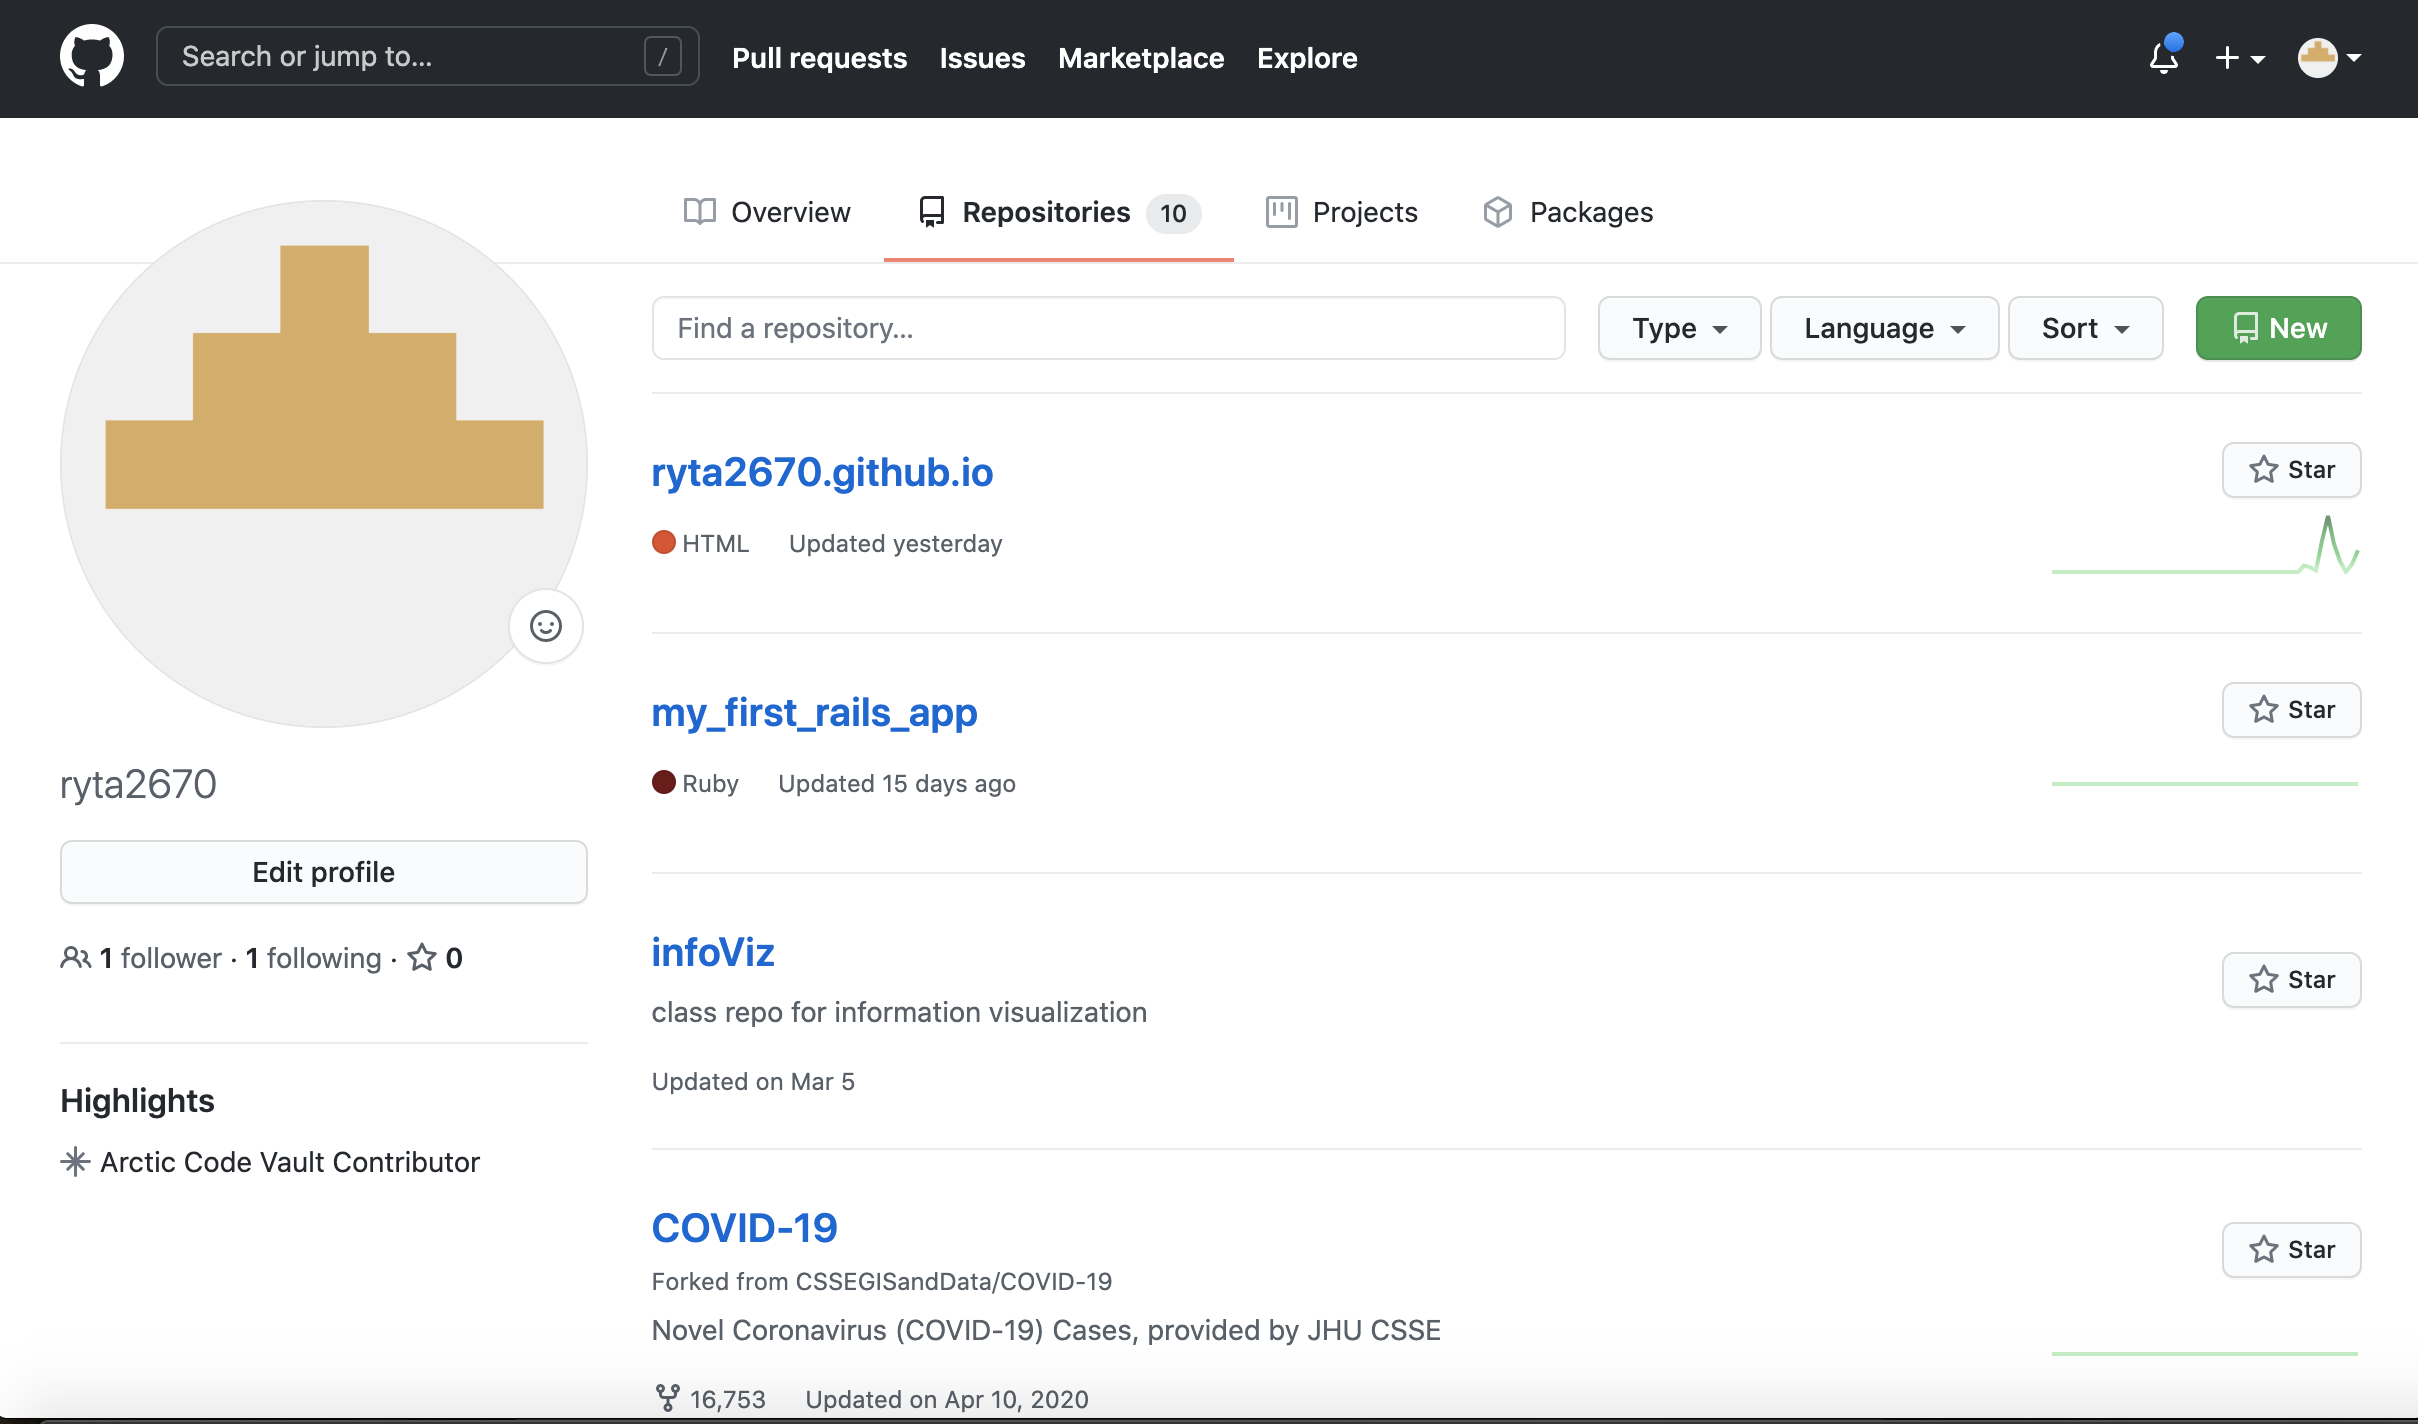 Search or jump to... /
Pull requests Issues Marketplace Explore
Overview Repositories 10 Projects Packages
Find a repository... Type Language Sort New
ryta2670.github.io
Star
HTML Updated yesterday
my_first_rails_app
Star
Ruby Updated 15 days ago
infoViz
Star
class repo for information visualization
Updated on Mar 5
COVID-19
Star
Forked from CSSEGISandData/COVID-19
Novel Coronavirus (COVID-19) Cases, provided by JHU CSSE
16,753 Updated on Apr 10, 2020
ryta2670
Edit profile
1 follower · 1 following · 0
Highlights
Arctic Code Vault Contributor